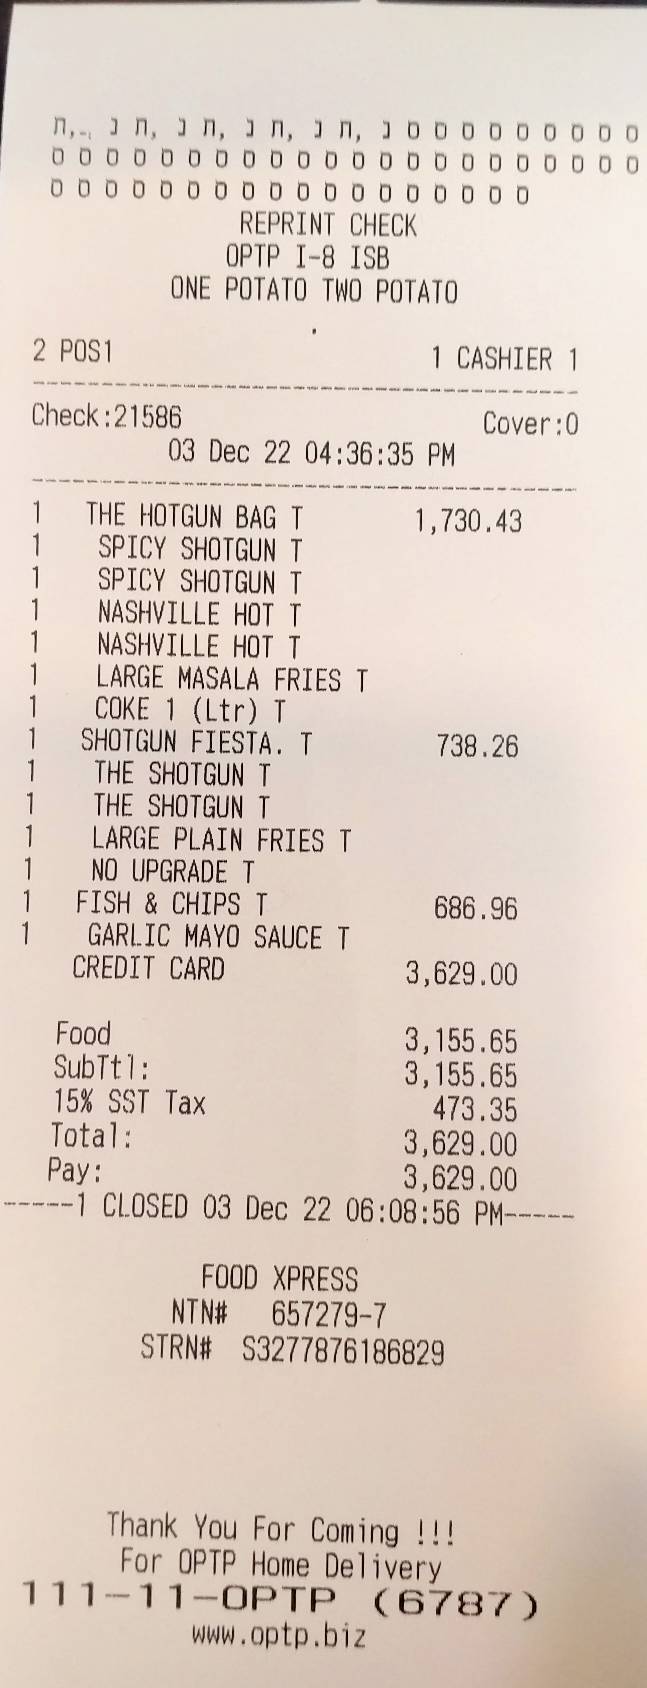 REPRINT CHECK
OPTP I-8 ISB
ONE POTATO TWO POTATO
2 POS1 1 CASHIER 1
Check:21586 Cover:0
03 Dec 22 04:36:35 PM
1 THE HOTGUN BAG T 1,730.43
1 SPICY SHOTGUN T
1 SPICY SHOTGUN T
1 NASHVILLE HOT T
1 NASHVILLE HOT T
1 LARGE MASALA FRIES T
1 COKE 1 (Ltr) T
1 SHOTGUN FIESTA. T 738.26
1 THE SHOTGUN T
1 THE SHOTGUN T
1 LARGE PLAIN FRIES T
1 NO UPGRADE T
1 FISH & CHIPS T 686.96
1 GARLIC MAYO SAUCE T
CREDIT CARD 3,629.00
Food 3,155.65
SubTtl: 3,155.65
15% SST Tax 473.35
Total: 3,629.00
Pay: 3,629.00
-----1 CLOSED 03 Dec 22 06:08:56 PM-----
FOOD XPRESS
NTN# 657279-7
STRN# S3277876186829
Thank You For Coming !!!
For OPTP Home Delivery
111-11-OPTP (6787)
www.optp.biz